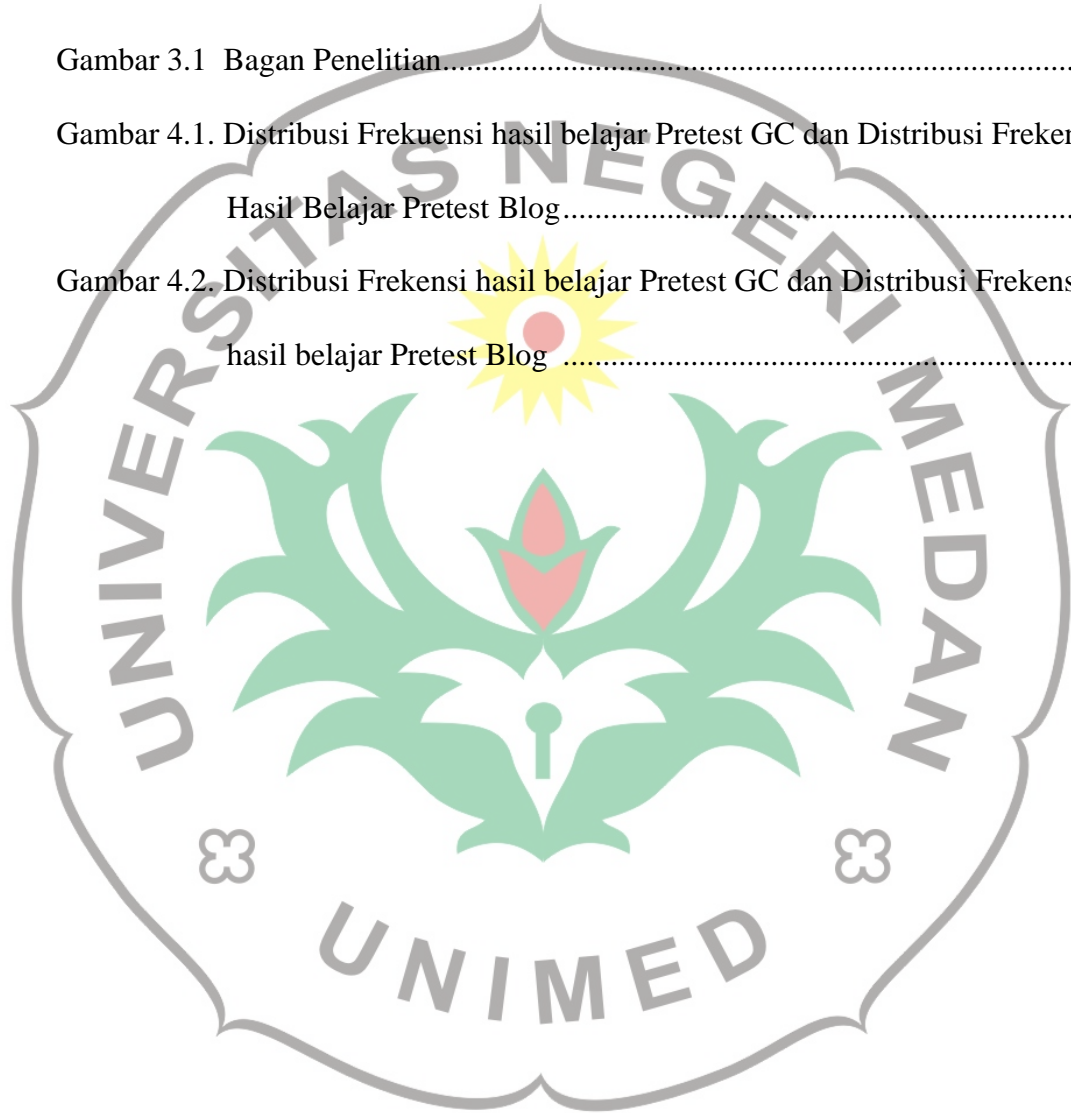 Gambar 3.1 Bagan Penelitian..............................................................................
Gambar 4.1. Distribusi Frekuensi hasil belajar Pretest GC dan Distribusi Freken
Hasil Belajar Pretest Blog...............................................................
Gambar 4.2. Distribusi Frekensi hasil belajar Pretest GC dan Distribusi Frekens
hasil belajar Pretest Blog ...............................................................
UNIVERSITAS NEGERI MEDAN
UNIMED